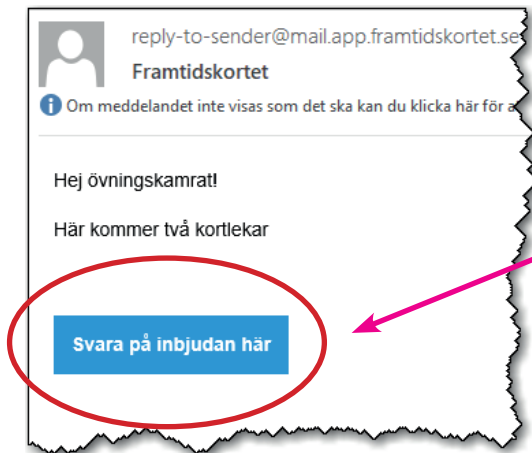 reply-to-sender@mail.app.framtidskortet.se
Framtidskortet
Om meddelandet inte visas som det ska kan du klicka här för a
Hej övningskamrat!
Här kommer två kortlekar
Svara på inbjudan här